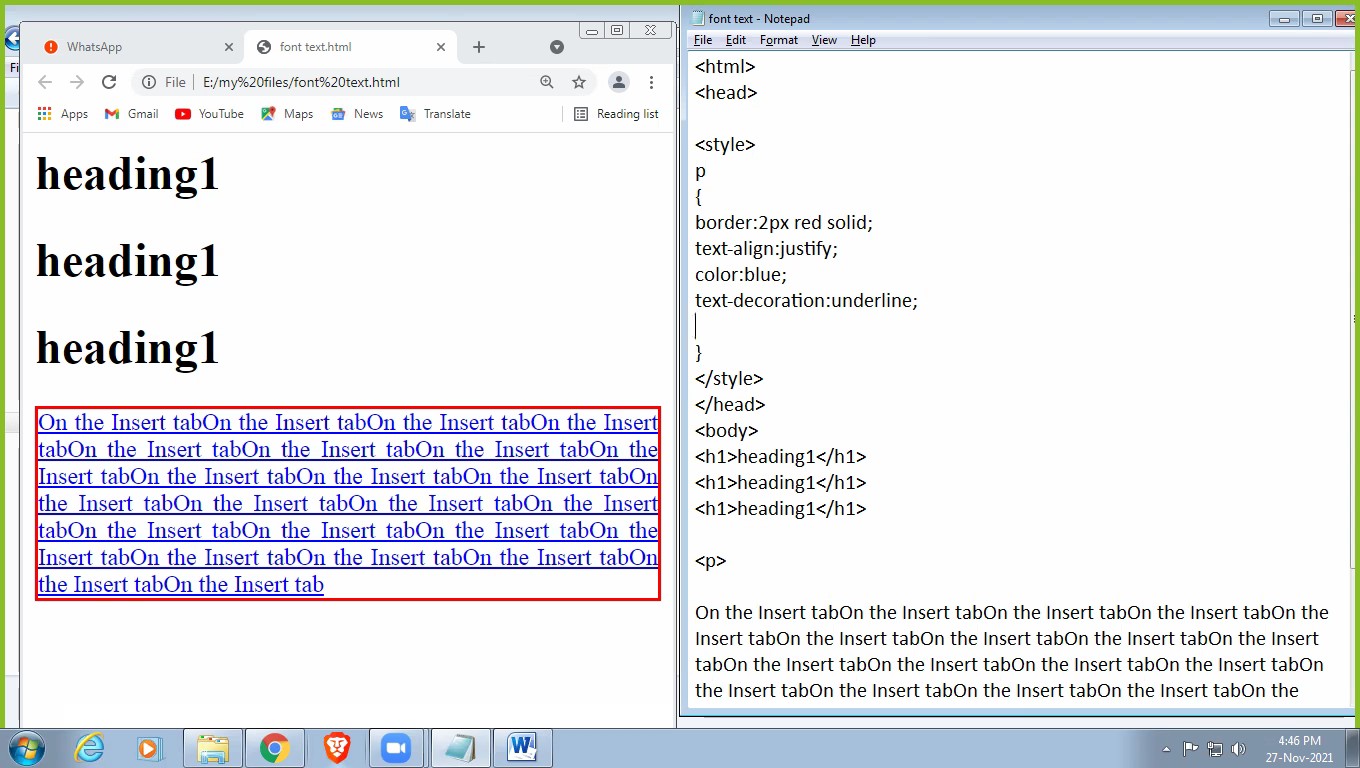 WhatsApp
font text.html
File
E:/my%20files/font%20text.html
Apps
Gmail
YouTube
Maps
News
Translate
Reading list
heading1
heading1
heading1
On the Insert tabOn the Insert tabOn the Insert tabOn the Insert
tabOn the Insert tabOn the Insert tabOn the Insert tabOn the
Insert tabOn the Insert tabOn the Insert tabOn the Insert tabOn
the Insert tabOn the Insert tabOn the Insert tabOn the Insert
tabOn the Insert tabOn the Insert tabOn the Insert tabOn the
Insert tabOn the Insert tabOn the Insert tabOn the Insert tabOn
the Insert tabOn the Insert tab
font text - Notepad
File Edit Format View Help
<html>
<head>
<style>
p
{
border:2px red solid;
text-align:justify;
color:blue;
text-decoration:underline;
}
</style>
</head>
<body>
<h1>heading1</h1>
<h1>heading1</h1>
<h1>heading1</h1>
<p>
On the Insert tabOn the Insert tabOn the Insert tabOn the Insert tabOn the
Insert tabOn the Insert tabOn the Insert tabOn the Insert tabOn the Insert
tabOn the Insert tabOn the Insert tabOn the Insert tabOn the Insert tabOn
the Insert tabOn the Insert tabOn the Insert tabOn the Insert tabOn the
4:46 PM
27-Nov-2021